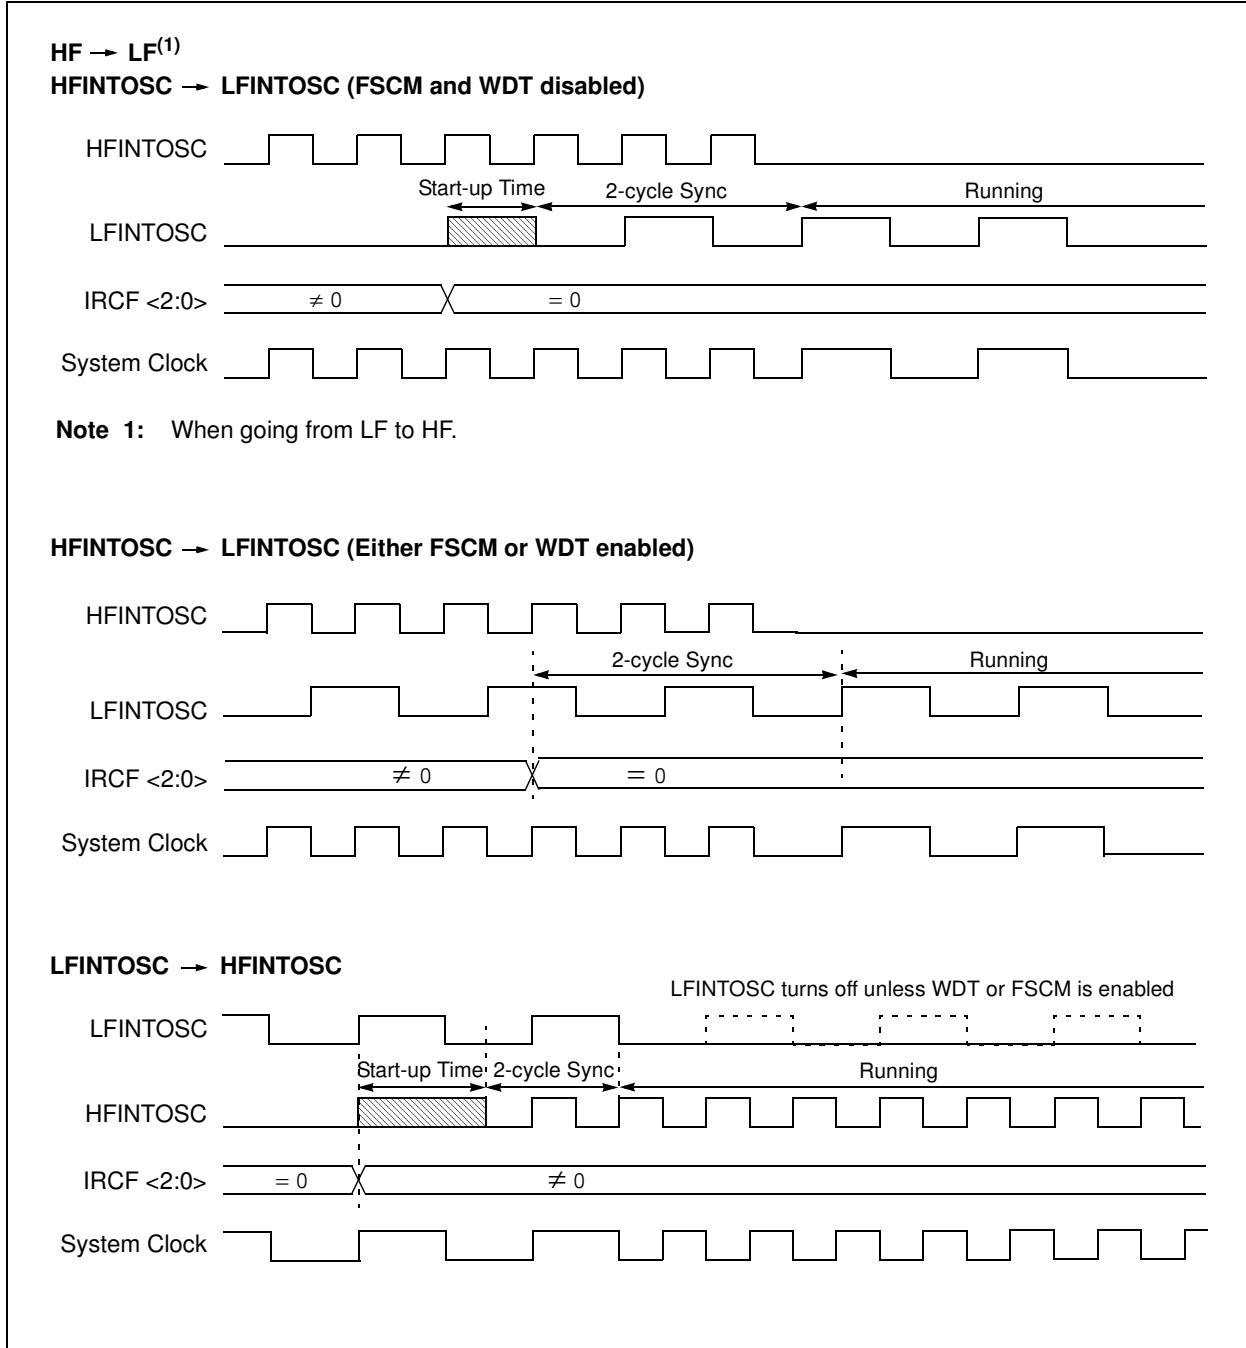 HF → LF(1)
HFINTOSC → LFINTOSC (FSCM and WDT disabled)
HFINTOSC
Start-up Time 2-cycle Sync Running
LFINTOSC
IRCF <2:0> ≠ 0 = 0
System Clock
Note 1: When going from LF to HF.
HFINTOSC → LFINTOSC (Either FSCM or WDT enabled)
HFINTOSC
2-cycle Sync Running
LFINTOSC
IRCF <2:0> ≠ 0 = 0
System Clock
LFINTOSC → HFINTOSC
LFINTOSC turns off unless WDT or FSCM is enabled
LFINTOSC
Start-up Time 2-cycle Sync Running
HFINTOSC
IRCF <2:0> = 0 ≠ 0
System Clock